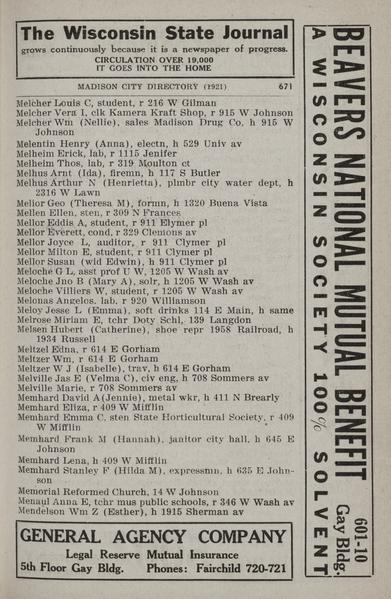 The Wisconsin State Journal
grows continuously because it is a newspaper of progress.
CIRCULATION OVER 19,000
IT GOES INTO THE HOME
MADISON CITY DIRECTORY (1921) 671
Melcher Louis C, student, r 216 W Gilman
Melcher Vera I, clk Kamera Kraft Shop, r 915 W Johnson
Melcher Wm (Nellie), sales Madison Drug Co, h 915 W
Johnson
Melentin Henry (Anna), electn, h 529 Univ av
Melheim Erick, lab, r 1115 Jenifer
Melheim Thos, lab, r 319 Moulton ct
Melhus Arnt (Ida), firemn, h 117 S Butler
Melhus Arthur N (Henrietta), plmbr city water dept, h
2316 W Lawn
Melior Geo (Theresa M), formn, h 1320 Buena Vista
Mellen Ellen, sten, r 309 N Frances
Mellor Eddis A, student, r 911 Clymer pl
Mellor Everett, cond, r 329 Clemons av
Mellor Joyce L, auditor, r 911 Clymer pl
Mellor Milton E, student, r 911 Clymer pl
Mellor Susan (wid Edwin), h 911 Clymer pl
Meloche G L, asst prof U W, 1205 W Wash av
Meloche Jno B (Mary A), solr, h 1205 W Wash av
Meloche Villiers W, student, r 1205 W Wash av
Melonas Angelos, lab, r 920 Williamson
Meloy Jesse L (Emma), soft drinks 114 E Main, h same
Melrose Miriam E, tchr Doty Schl, 139 Langdon
Melsen Hubert (Catherine), shoe repr 1958 Railroad, h
1934 Russell
Meltzel Edna, r 614 E Gorham
Meltzer Wm, r 614 E Gorham
Meltzer W J (Isabelle), trav, h 614 E Gorham
Melville Jas E (Velma C), civ eng, h 708 Sommers av
Melville Marie, r 708 Sommers av
Memhard David A (Jennie), metal wkr, h 411 N Brearly
Memhard Eliza, r 409 W Mifflin
Memhard Emma C, sten State Horticultural Society, r 409
W Mifflin
Memhard Frank M (Hannah), janitor city hall, h 645 E
Johnson
Memhard Lena, h 409 W Mifflin
Memhard Stanley F (Hilda M), expressmn, h 635 E John-
son
Memorial Reformed Church, 14 W Johnson
Menaul Anna E, tchr mus public schools, r 346 W Wash av
Mendelson Wm Z (Esther), h 1915 Sherman av
GENERAL AGENCY COMPANY
Legal Reserve Mutual Insurance
5th Floor Gay Bldg. Phones: Fairchild 720-721
BEAVERS NATIONAL MUTUAL BENEFIT
601-10
Gay Bldg.
A WISCONSIN SOCIETY 100% SOLVENT